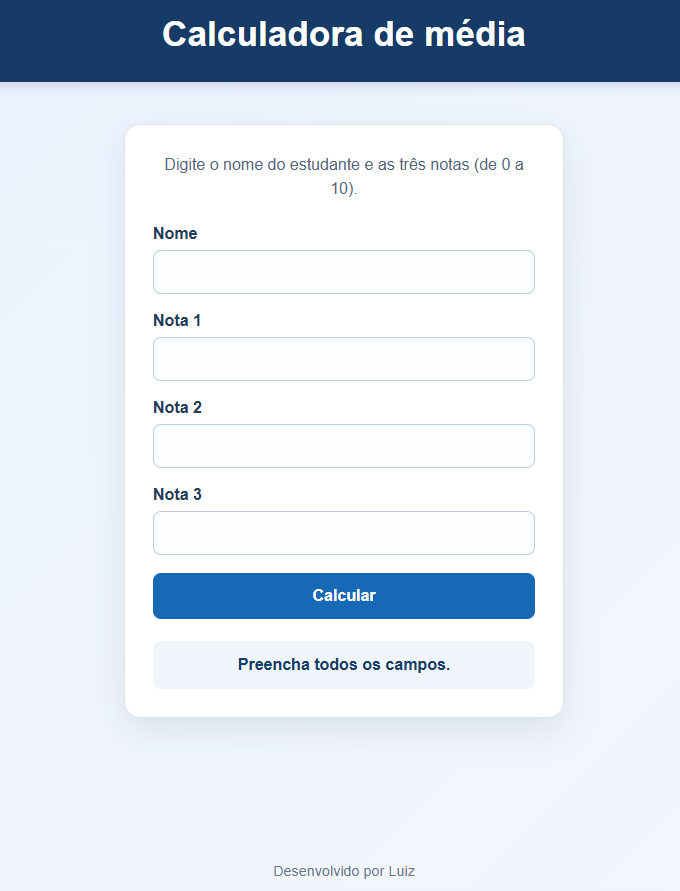 Calculadora de média
Digite o nome do estudante e as três notas (de 0 a
10).
Nome
Nota 1
Nota 2
Nota 3
Calcular
Preencha todos os campos.
Desenvolvido por Luiz